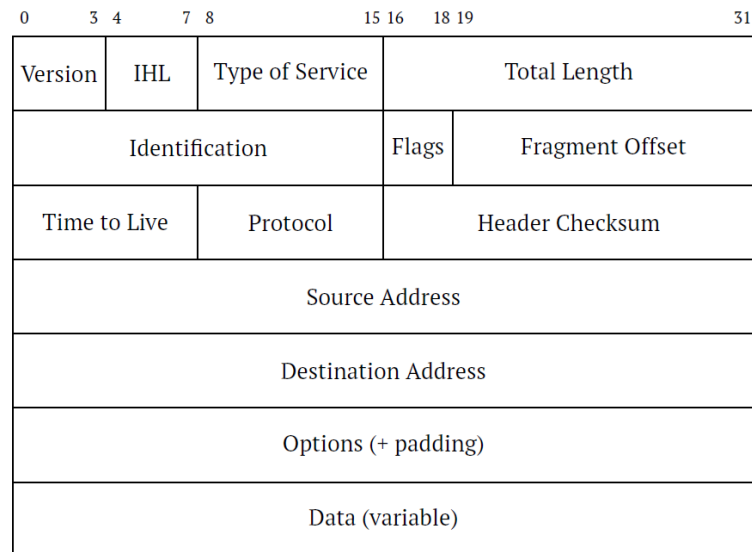 0 3 4 7 8 15 16 18 19 31
Version IHL Type of Service Total Length
Identification Flags Fragment Offset
Time to Live Protocol Header Checksum
Source Address
Destination Address
Options (+ padding)
Data (variable)